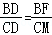 BD/CD = BF/CM